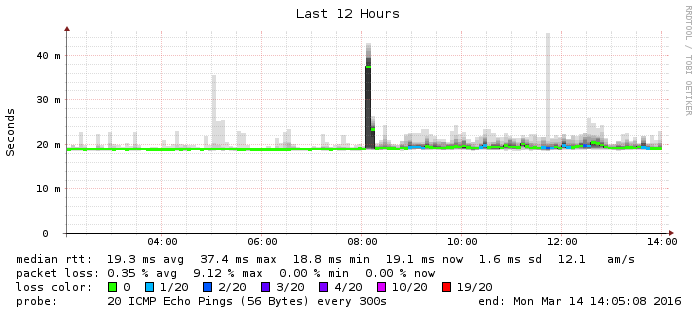 Last 12 Hours
RRDTOOL / TOBI OETIKER
Seconds
40 m
30 m
20 m
10 m
0
04:00 06:00 08:00 10:00 12:00 14:00
median rtt: 19.3 ms avg 37.4 ms max 18.8 ms min 19.1 ms now 1.6 ms sd 12.1 am/s
packet loss: 0.35 % avg 9.12 % max 0.00 % min 0.00 % now
loss color: 0 1/20 2/20 3/20 4/20 10/20 19/20
probe: 20 ICMP Echo Pings (56 Bytes) every 300s end: Mon Mar 14 14:05:08 2016